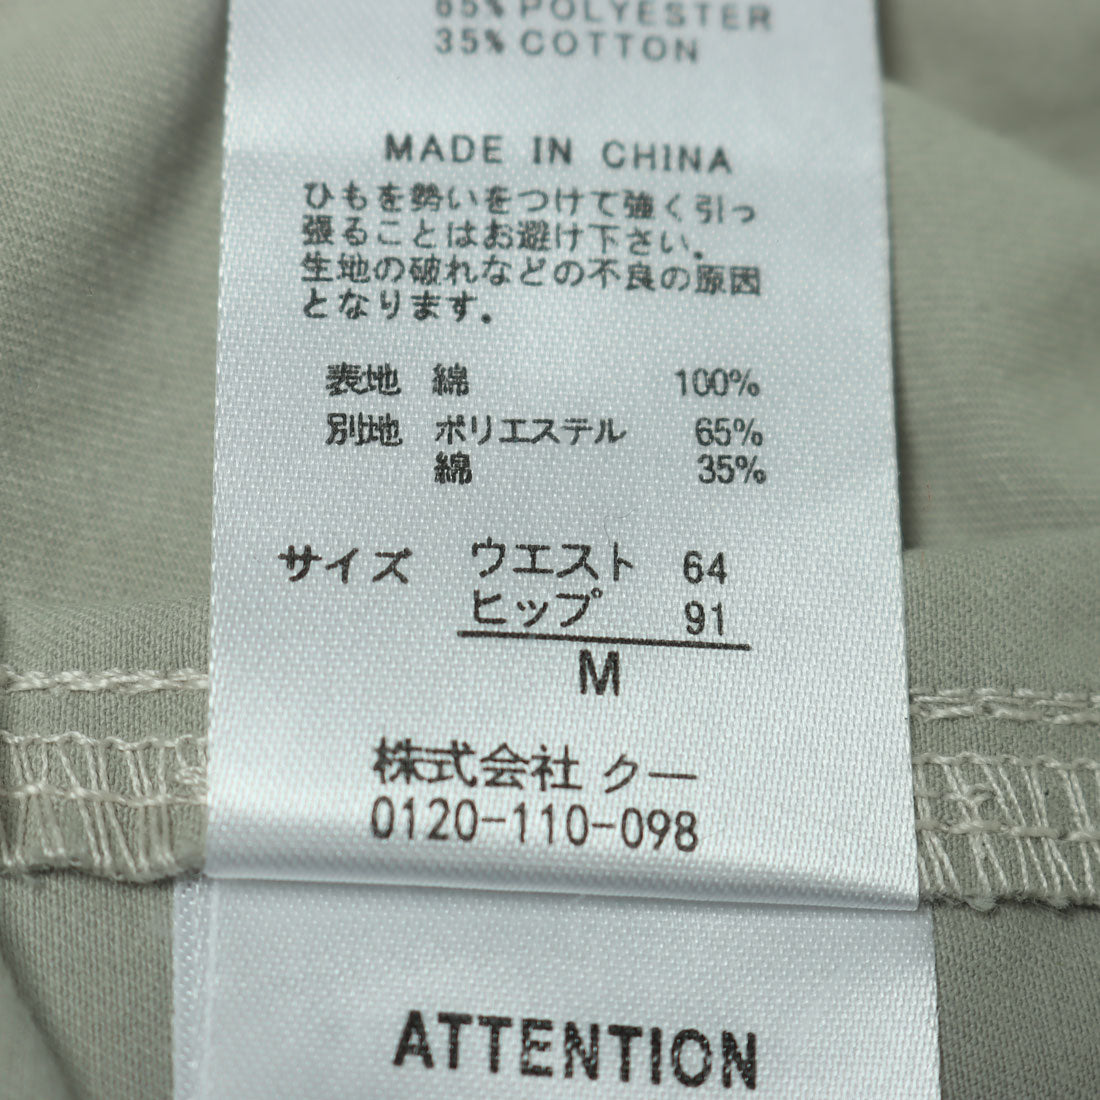 65% POLYESTER
35% COTTON
MADE IN CHINA
ひもを勢いをつけて強く引っ
張ることはお避け下さい。
生地の破れなどの不良の原因
となります。
表地 綿 100%
別地 ポリエステル 65%
綿 35%
サイズ ウエスト 64
ヒップ 91
M
株式会社 クー
0120-110-098
ATTENTION